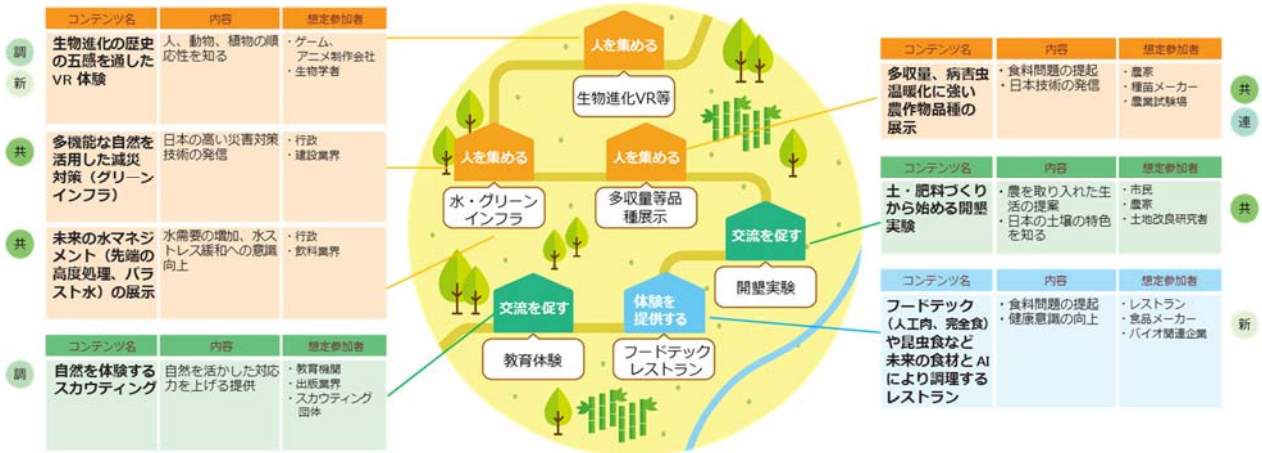 コンテンツ名 内容 想定参加者
調
新
生物進化の歴史
の五感を通した
VR 体験
人、動物、植物の順
応性を知る
・ゲーム、
アニメ制作会社
・生物学者
共
多機能な自然を
活用した減災
対策（グリーン
インフラ）
日本の高い災害対策
技術の発信
・行政
・建設業界
共
未来の水マネジ
メント（先端の
高度処理、バラ
スト水）の展示
水需要の増加、水ス
トレス緩和への意識
向上
・行政
・飲料業界
コンテンツ名 内容 想定参加者
調
自然を体験する
スカウティング
自然を活かした対応
力を上げる提供
・教育機関
・出版業界
・スカウティング
団体
人を集める
生物進化VR等
人を集める
水・グリーン
インフラ
人を集める
多収量等品
種展示
交流を促す
開墾実験
交流を促す
教育体験
体験を
提供する
フードテック
レストラン
コンテンツ名 内容 想定参加者
多収量、病害虫
温暖化に強い
農作物品種の
展示
・食料問題の提起
・日本技術の発信
・農家
・種苗メーカー
・農業試験場
共
連
コンテンツ名 内容 想定参加者
土・肥料づくり
から始める開墾
実験
・農を取り入れた生
活の提案
・日本の土壌の特色
を知る
・市民
・農家
・土地改良研究者
共
コンテンツ名 内容 想定参加者
フードテック
（人工肉、完全食）
や昆虫食など
未来の食材と AI
により調理する
レストラン
・食料問題の提起
・健康意識の向上
・レストラン
・食品メーカー
・バイオ関連企業
新